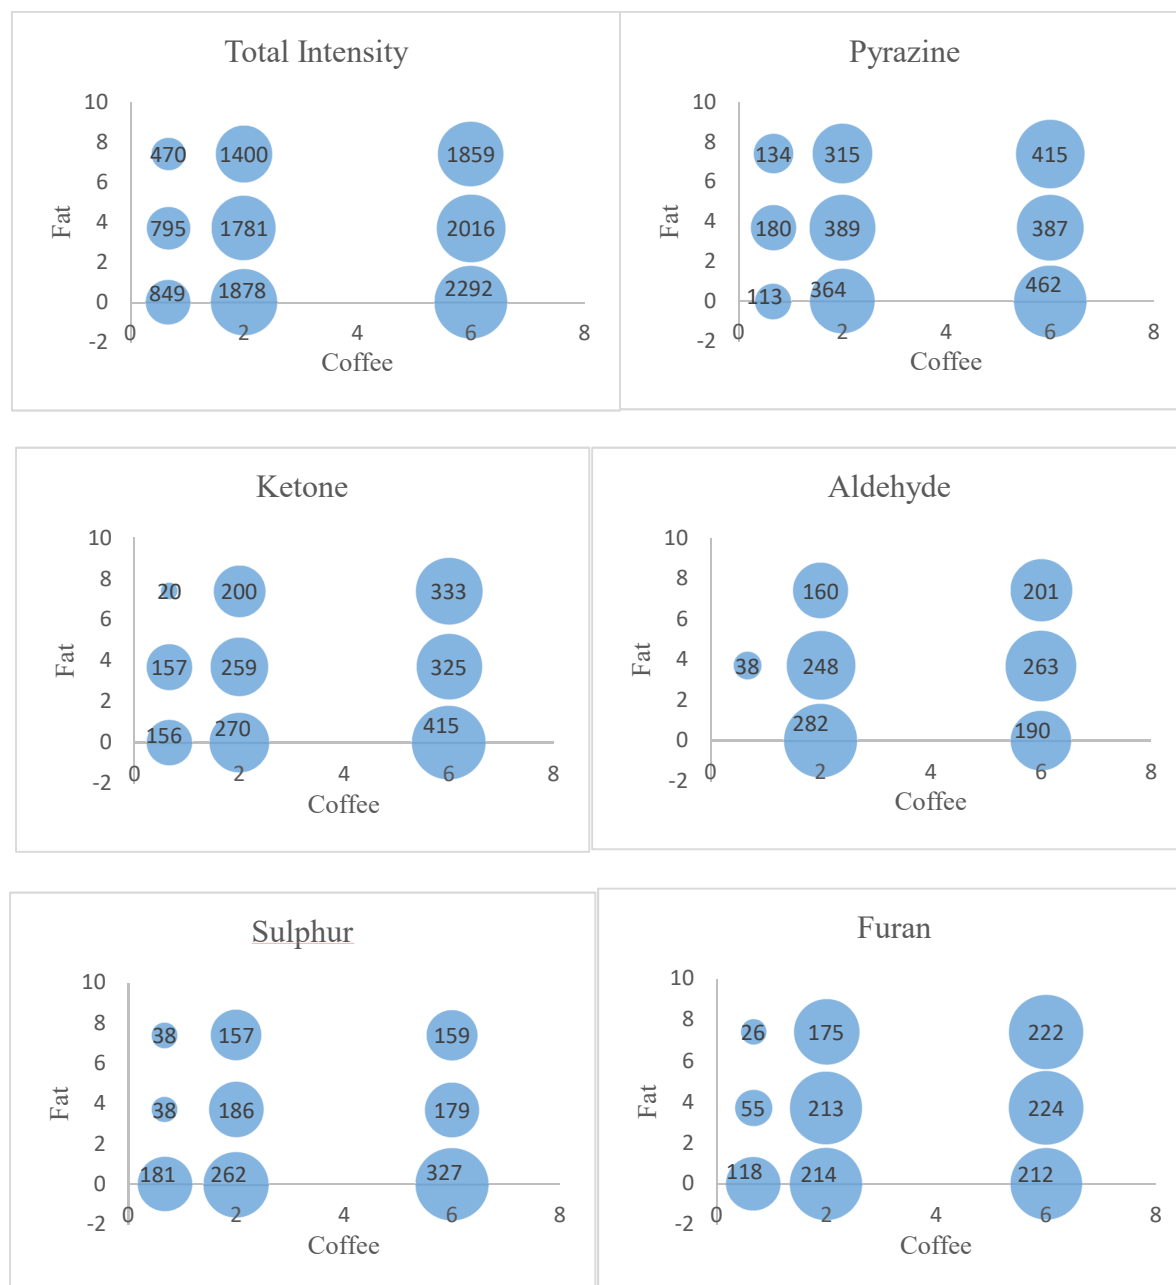 Total Intensity
10
8
6
4
2
0
-2
Fat
470 1400 1859
795 1781 2016
849 1878 2292
0 2 4 6 8
Coffee
Pyrazine
10
8
6
4
2
0
-2
Fat
134 315 415
180 389 387
113 364 462
0 2 4 6 8
Coffee
Ketone
10
8
6
4
2
0
-2
Fat
20 200 333
157 259 325
156 270 415
0 2 4 6 8
Coffee
Aldehyde
10
8
6
4
2
0
-2
Fat
160 201
38 248 263
282 190
0 2 4 6 8
Coffee
Sulphur
10
8
6
4
2
0
-2
Fat
38 157 159
38 186 179
181 262 327
0 2 4 6 8
Coffee
Furan
10
8
6
4
2
0
-2
Fat
26 175 222
55 213 224
118 214 212
0 2 4 6 8
Coffee